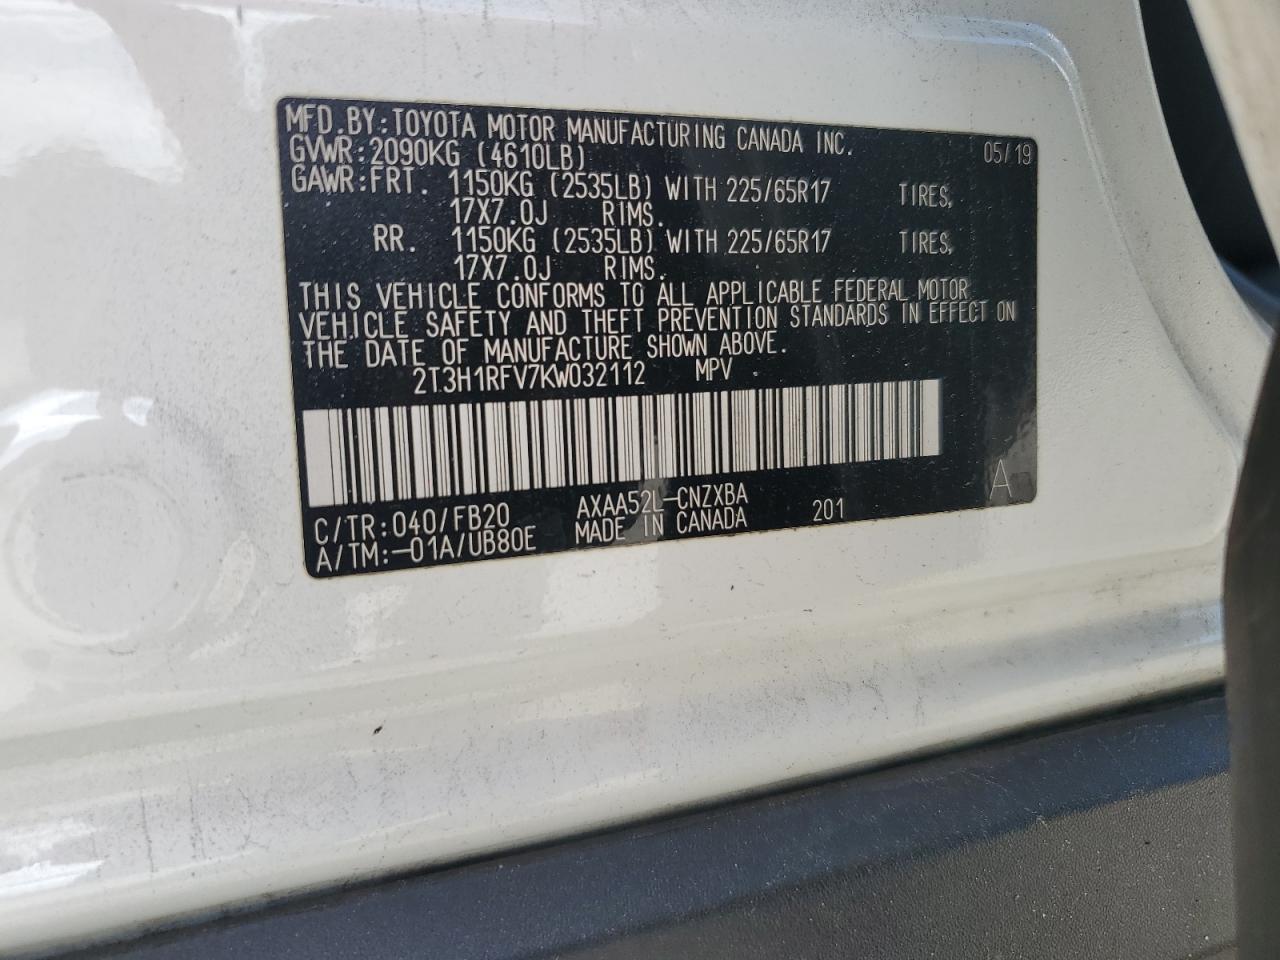 MFD.BY:TOYOTA MOTOR MANUFACTURING CANADA INC. 05/19
GVWR:2090KG (4610LB)
GAWR:FRT. 1150KG (2535LB) WITH 225/65R17 TIRES,
17X7.0J RIMS.
RR. 1150KG (2535LB) WITH 225/65R17 TIRES,
17X7.0J RIMS.
THIS VEHICLE CONFORMS TO ALL APPLICABLE FEDERAL MOTOR
VEHICLE SAFETY AND THEFT PREVENTION STANDARDS IN EFFECT ON
THE DATE OF MANUFACTURE SHOWN ABOVE.
2T3H1RFV7KW032112 MPV
C/TR:040/FB20 AXAA52L-CNZXBA
A/TM:-01A/UB80E MADE IN CANADA 201 A